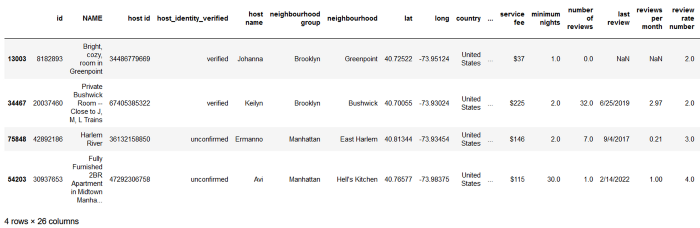 id NAME host id host_identity_verified host name neighbourhood group neighbourhood lat long country ... service fee minimum nights number of reviews last review reviews per month review rate number
13003 8182893 Bright, cozy, room in Greenpoint 34486779669 verified Johanna Brooklyn Greenpoint 40.72522 -73.95124 United States ... $37 1.0 0.0 NaN NaN 2.0
34467 20037460 Private Bushwick Room -- Close to J, M, L Trains 67405385322 verified Keilyn Brooklyn Bushwick 40.70055 -73.93024 United States ... $225 2.0 32.0 6/25/2019 2.97 2.0
75848 42892186 Harlem River 36132158850 unconfirmed Ermanno Manhattan East Harlem 40.81344 -73.93454 United States ... $146 2.0 7.0 9/4/2017 0.21 3.0
54203 30937653 Fully Furnished 2BR Apartment in Midtown Manha... 47292306758 unconfirmed Avi Manhattan Hell's Kitchen 40.76577 -73.98375 United States ... $115 30.0 1.0 2/14/2022 1.00 4.0
4 rows × 26 columns